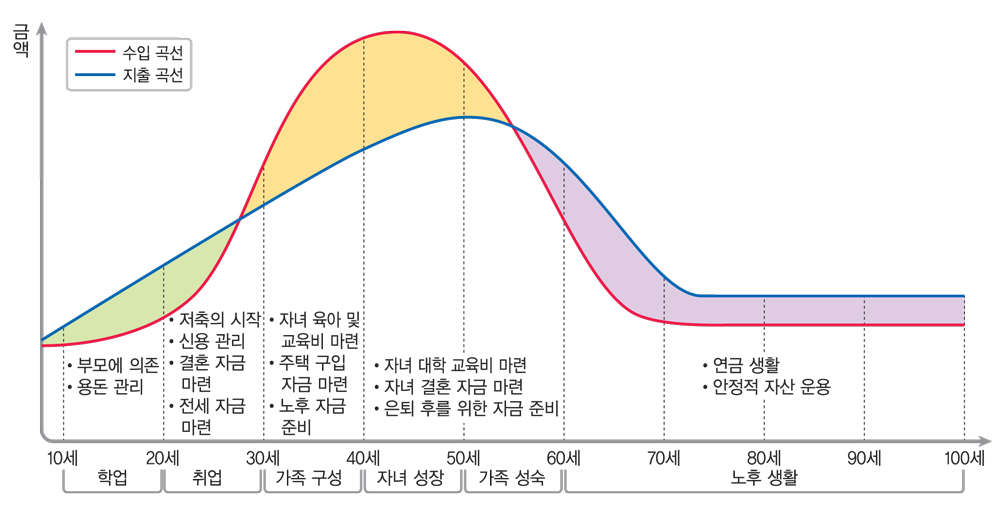 금액
수입 곡선
지출 곡선
• 부모에 의존
• 용돈 관리
• 저축의 시작
• 신용 관리
• 결혼 자금
마련
• 전세 자금
마련
• 자녀 육아 및
교육비 마련
• 주택 구입
자금 마련
• 노후 자금
준비
• 자녀 대학 교육비 마련
• 자녀 결혼 자금 마련
• 은퇴 후를 위한 자금 준비
• 연금 생활
• 안정적 자산 운용
10세 20세 30세 40세 50세 60세 70세 80세 90세 100세
학업 취업 가족 구성 자녀 성장 가족 성숙 노후 생활